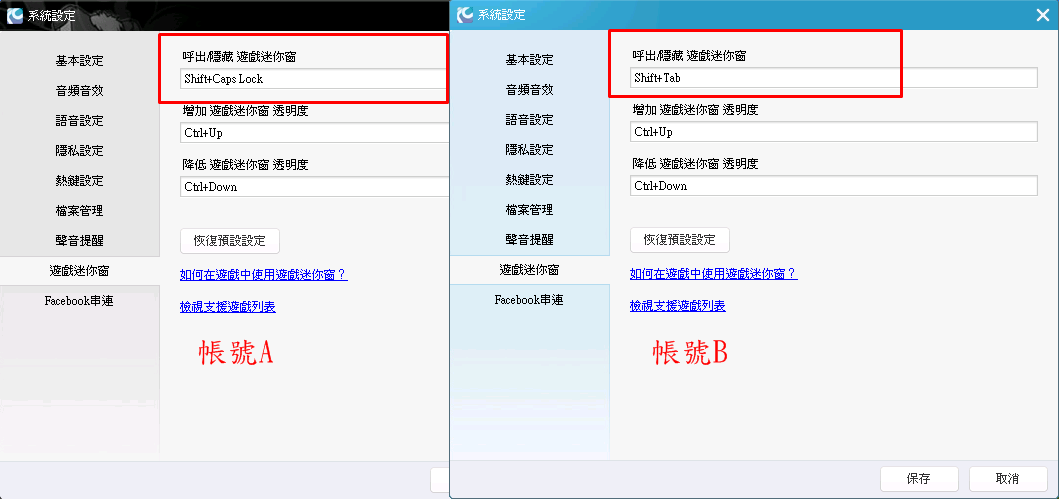 系統設定
基本設定
音頻音效
語音設定
隱私設定
熱鍵設定
檔案管理
聲音提醒
遊戲迷你窗
Facebook串連
呼出/隱藏 遊戲迷你窗
Shift+Caps Lock
增加 遊戲迷你窗 透明度
Ctrl+Up
降低 遊戲迷你窗 透明度
Ctrl+Down
恢復預設設定
如何在遊戲中使用遊戲迷你窗？
檢視支援遊戲列表
帳號A
系統設定
基本設定
音頻音效
語音設定
隱私設定
熱鍵設定
檔案管理
聲音提醒
遊戲迷你窗
Facebook串連
呼出/隱藏 遊戲迷你窗
Shift+Tab
增加 遊戲迷你窗 透明度
Ctrl+Up
降低 遊戲迷你窗 透明度
Ctrl+Down
恢復預設設定
如何在遊戲中使用遊戲迷你窗？
檢視支援遊戲列表
帳號B
保存
取消